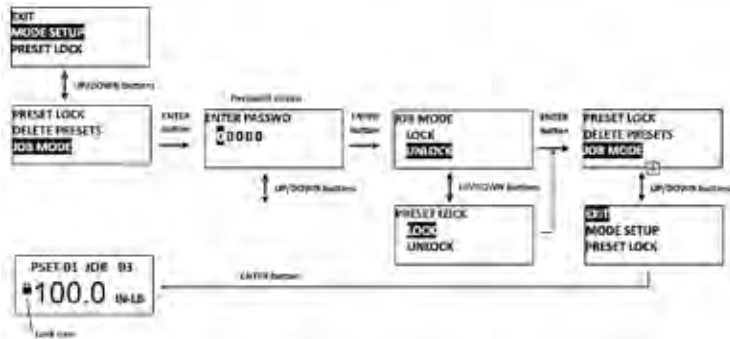 EXIT
MODE SETUP
PRESET LOCK
UP/DOWN buttons
PRESET LOCK
DELETE PRESETS
JOB MODE
ENTER
button
Password screen
ENTER PASSWD
00000
UP/DOWN buttons
ENTER
button
JOB MODE
LOCK
UNLOCK
UP/DOWN buttons
PRESET LOCK
LOCK
UNLOCK
ENTER
button
PRESET LOCK
DELETE PRESETS
JOB MODE
UP/DOWN buttons
EXIT
MODE SETUP
PRESET LOCK
ENTER button
PSET 01 JOB 03
100.0 IN-LB
Lock icon